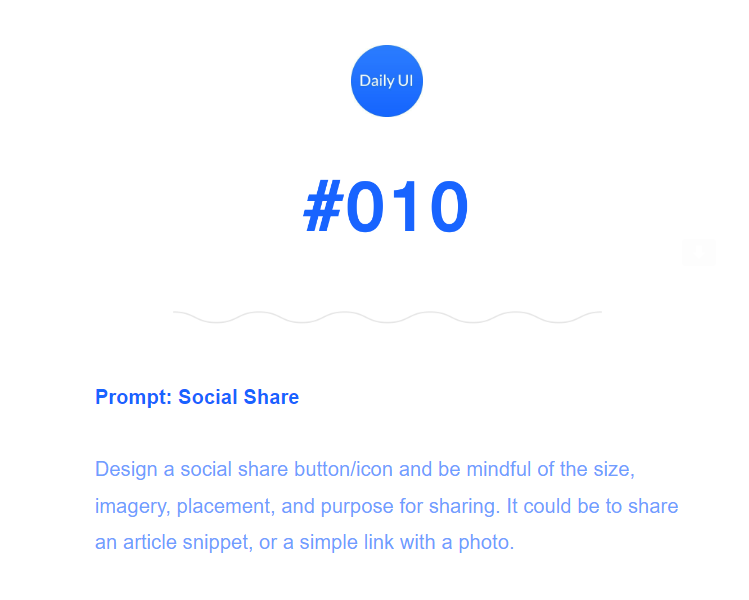 Daily UI
#010
Prompt: Social Share
Design a social share button/icon and be mindful of the size,
imagery, placement, and purpose for sharing. It could be to share
an article snippet, or a simple link with a photo.